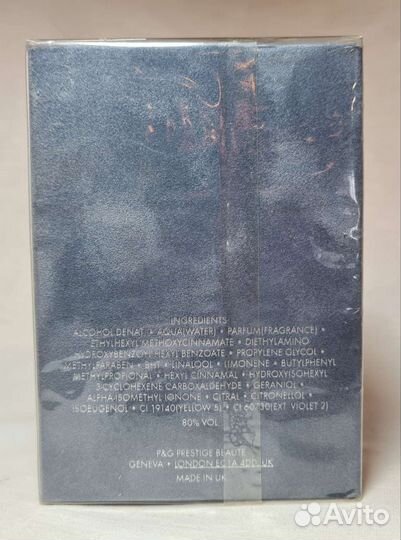 INGREDIENTS:
ALCOHOL DENAT • AQUA(WATER) • PARFUM(FRAGRANCE) •
ETHYLHEXYL METHOXYCINNAMATE • DIETHYLAMINO
HYDROXYBENZOYL HEXYL BENZOATE • PROPYLENE GLYCOL •
METHYLPARABEN • BHT • LINALOOL • LIMONENE • BUTYLPHENYL
METHYLPROPIONAL • HEXYL CINNAMAL • HYDROXYISOHEXYL
3-CYCLOHEXENE CARBOXALDEHYDE • GERANIOL •
ALPHA-ISOMETHYL IONONE • CITRAL • CITRONELLOL •
ISOEUGENOL • CI 19140(YELLOW 5) • CI 60730(EXT VIOLET 2)
80% VOL
P&G PRESTIGE BEAUTE
GENEVA • LONDON EC1A 4DD, UK
MADE IN UK
Avito